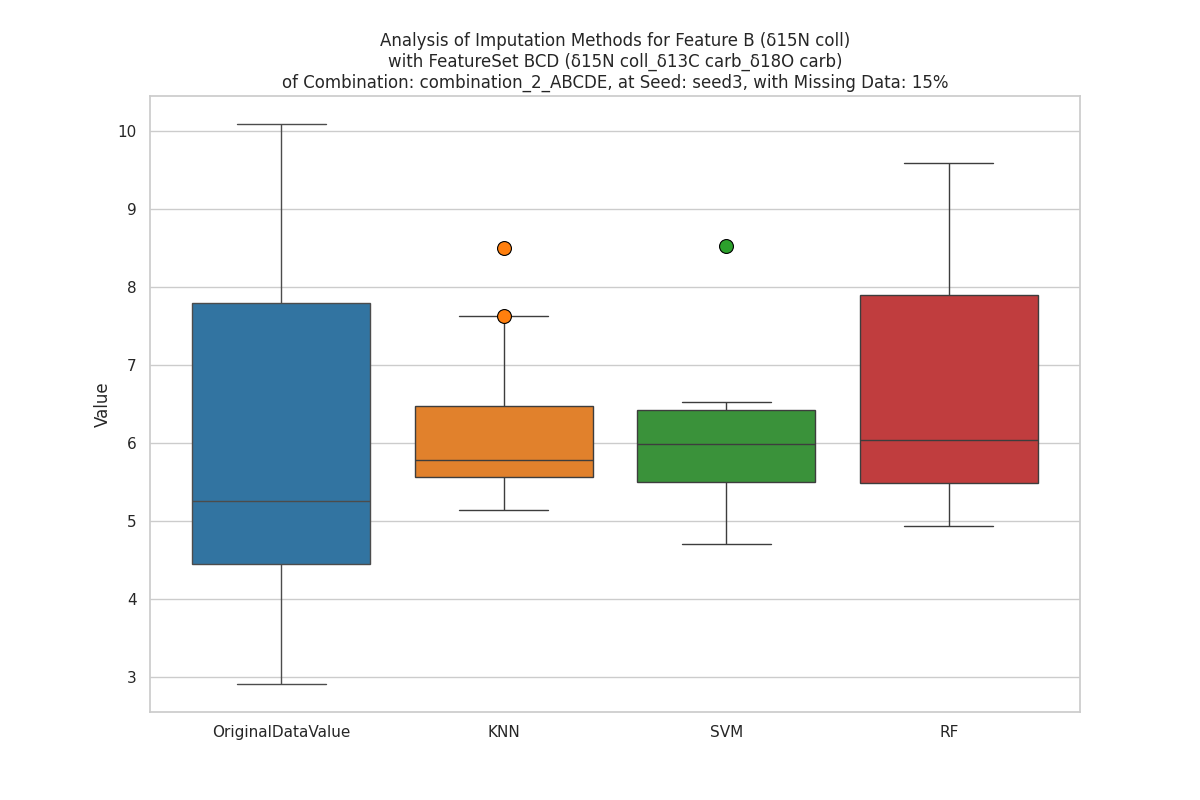 Analysis of Imputation Methods for Feature B (δ15N coll)
with FeatureSet BCD (δ15N coll_δ13C carb_δ18O carb)
of Combination: combination_2_ABCDE, at Seed: seed3, with Missing Data: 15%
10
9
8
7
6
5
4
3
Value
OriginalDataValue
KNN
SVM
RF